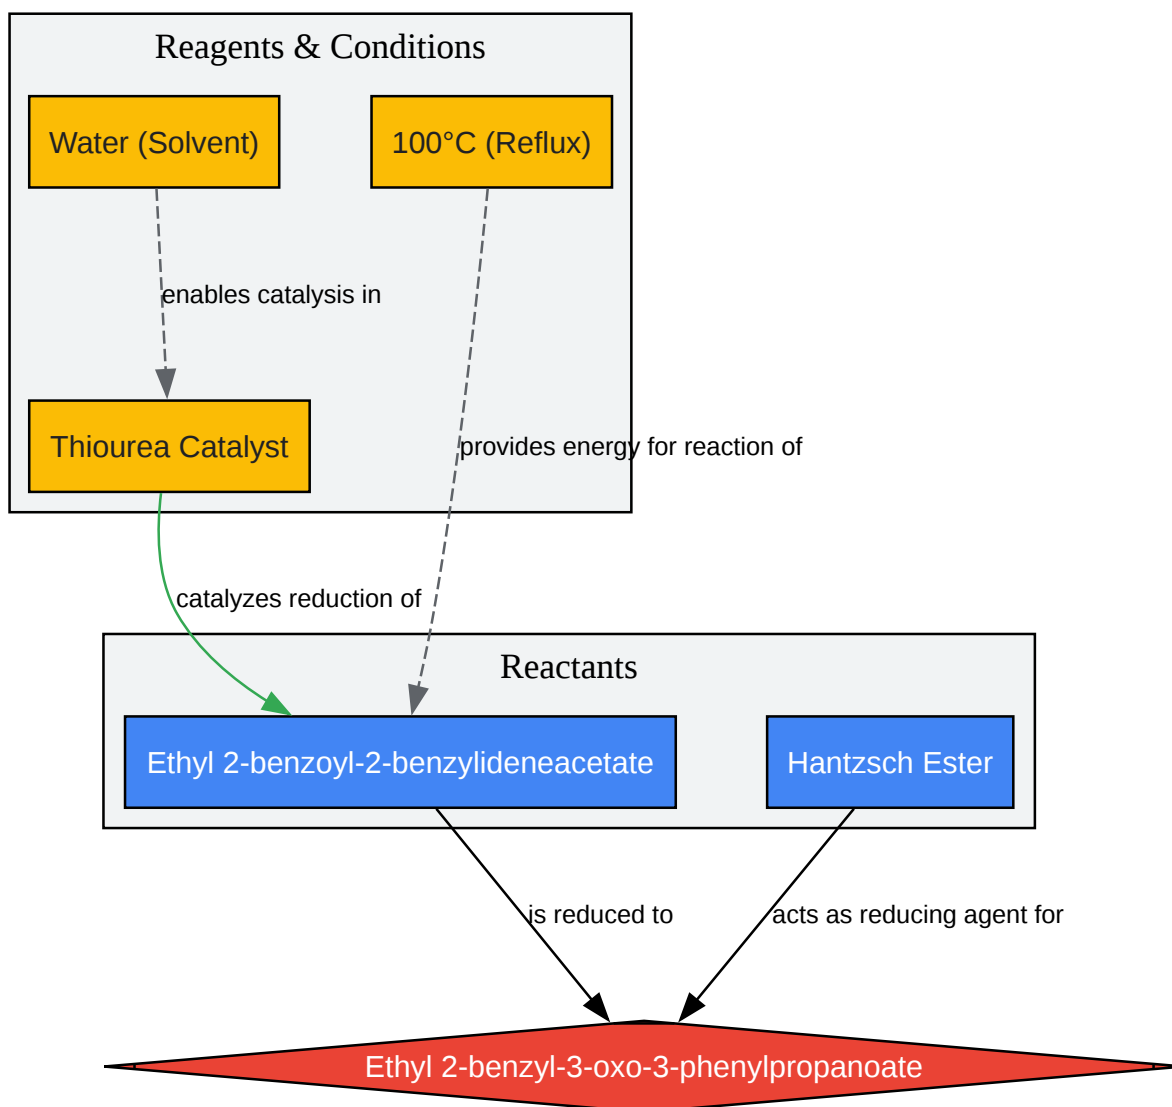 Reagents & Conditions
Water (Solvent)
100°C (Reflux)
enables catalysis in
Thiourea Catalyst
provides energy for reaction of
catalyzes reduction of
Reactants
Ethyl 2-benzoyl-2-benzylideneacetate
Hantzsch Ester
is reduced to
acts as reducing agent for
Ethyl 2-benzyl-3-oxo-3-phenylpropanoate